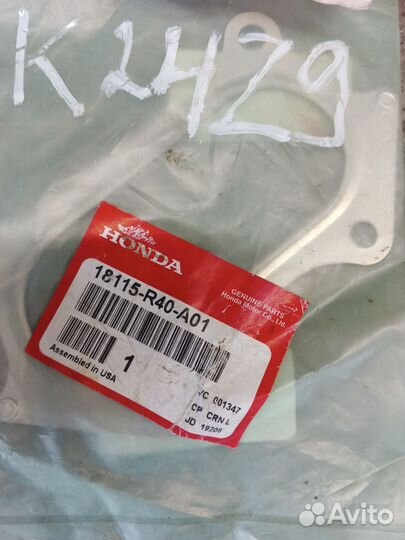 K24Z9
HONDA
GENUINE PARTS
Honda Motor Co., Ltd.
18115-R40-A01
1
Assembled in USA
/C 001347
CP CRN L
JD 19206
Avito